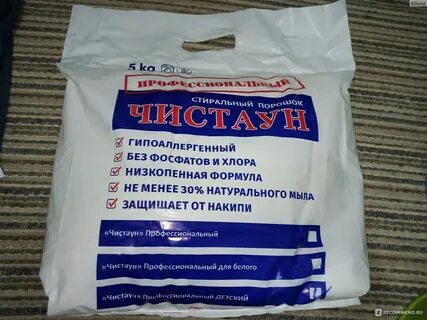 5 kg
ПРОФЕССИОНАЛЬНЫЙ
СТИРАЛЬНЫЙ ПОРОШОК
ЧИСТАУН
ГИПОАЛЛЕРГЕННЫЙ
БЕЗ ФОСФАТОВ И ХЛОРА
НИЗКОПЕННАЯ ФОРМУЛА
НЕ МЕНЕЕ 30% НАТУРАЛЬНОГО МЫЛА
ЗАЩИЩАЕТ ОТ НАКИПИ
«Чистаун» Профессиональный
«Чистаун» Профессиональный для белого
«Чистаун» Профессиональный ДЕТСКИЙ
IRECOMMEND.RU